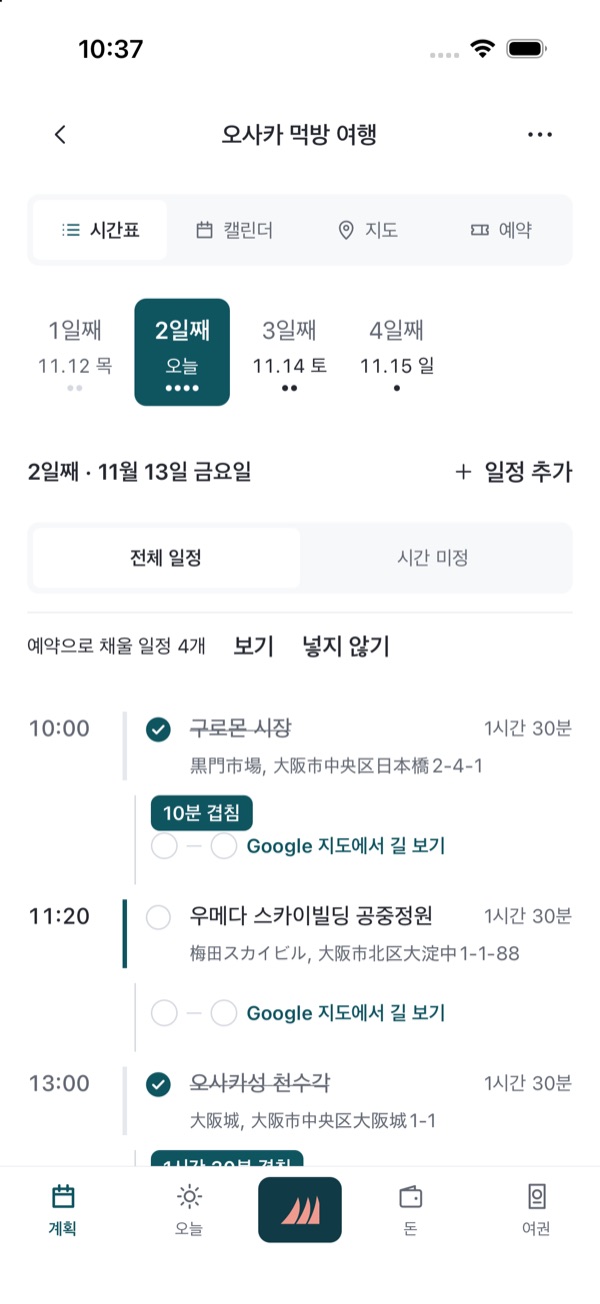 10:37
오사카 먹방 여행
시간표 캘린더 지도 예약
1일째 2일째 3일째 4일째
11.12 목 오늘 11.14 토 11.15 일
2일째 · 11월 13일 금요일 + 일정 추가
전체 일정 시간 미정
예약으로 채울 일정 4개 보기 넣지 않기
10:00 구로몬 시장 1시간 30분
黒門市場, 大阪市中央区日本橋2-4-1
10분 겹침
Google 지도에서 길 보기
11:20 우메다 스카이빌딩 공중정원 1시간 30분
梅田スカイビル, 大阪市北区大淀中1-1-88
Google 지도에서 길 보기
13:00 오사카성 천수각 1시간 30분
大阪城, 大阪市中央区大阪城1-1
계획 오늘 돈 여권